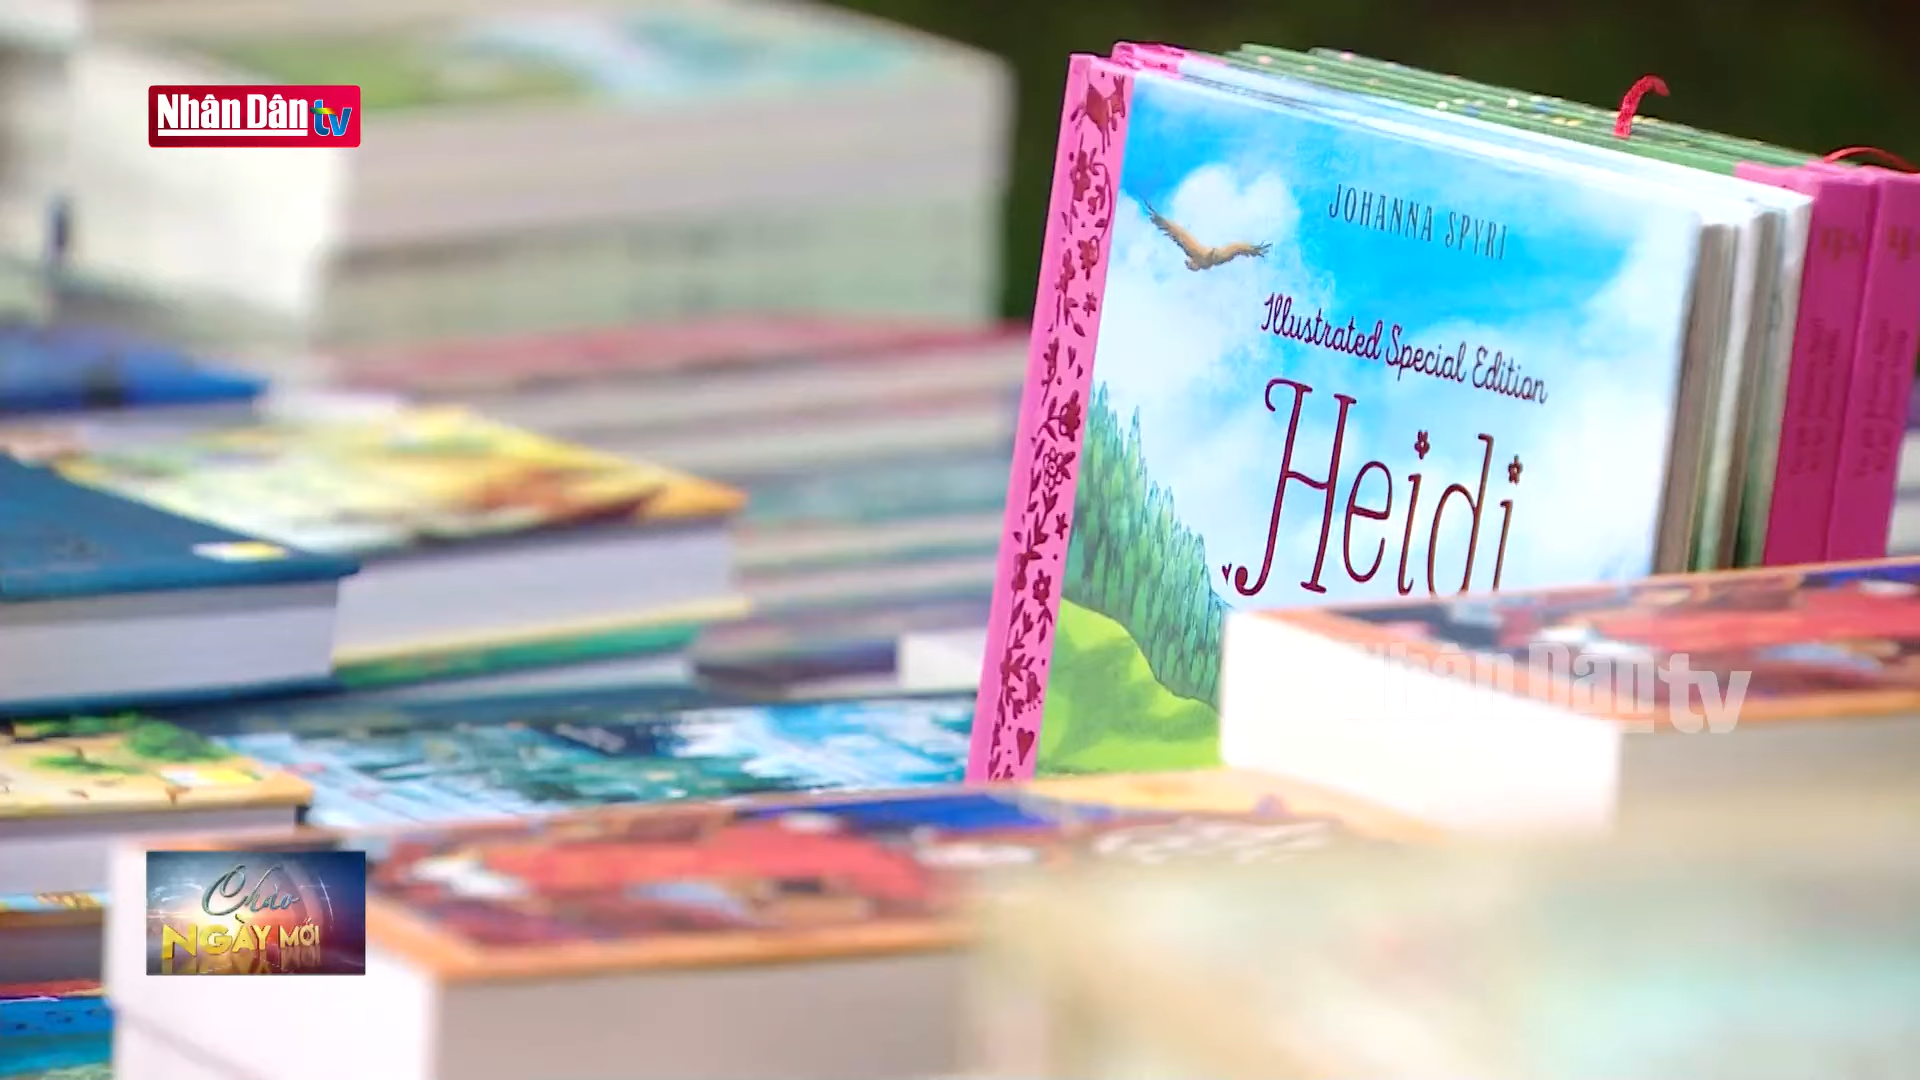 Nhân Dân tv
JOHANNA SPYRI
Illustrated Special Edition
Heidi
Nhân Dân tv
Chào
NGÀY MỚI